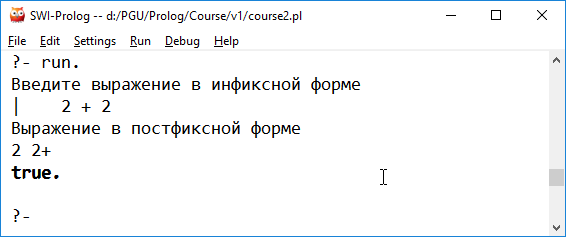 SWI-Prolog -- d:/PGU/Prolog/Course/v1/course2.pl
File Edit Settings Run Debug Help
?- run.
Введите выражение в инфиксной форме
|    2 + 2
Выражение в постфиксной форме
2 2+
true.
?-